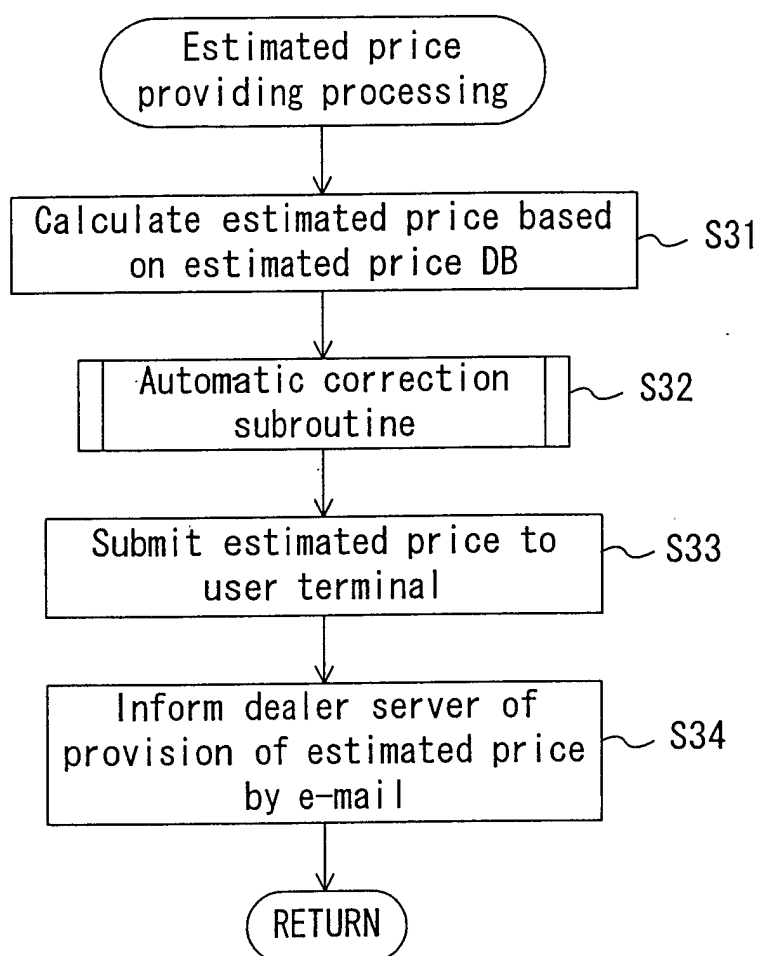 Estimated price
providing processing
Calculate estimated price based
on estimated price DB
S31
Automatic correction
subroutine
S32
Submit estimated price to
user terminal
S33
Inform dealer server of
provision of estimated price
by e-mail
S34
RETURN